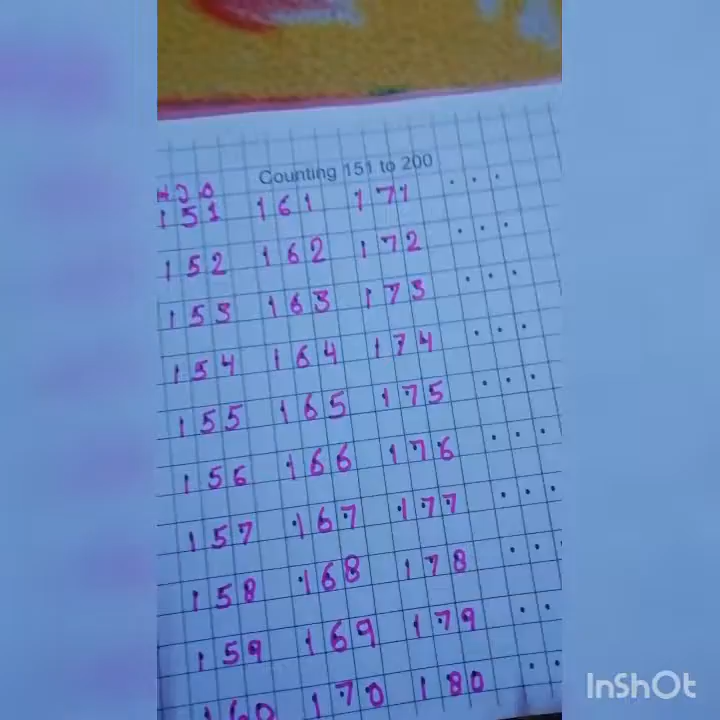 Counting 151 to 200
H J O
151 161 171 . . .
152 162 172 . . .
153 163 173 . . .
154 164 174 . . .
155 165 175 . . .
156 166 176 . . .
157 167 177 . . .
158 168 178 . . .
159 169 179 . .
160 170 180 . .
InShOt